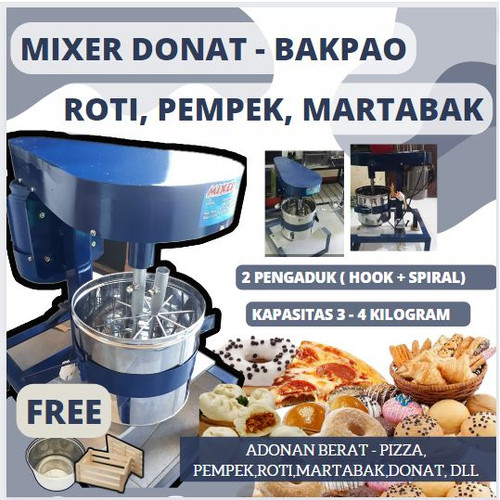 MIXER DONAT - BAKPAO
ROTI, PEMPEK, MARTABAK
MIXER
2 PENGADUK ( HOOK + SPIRAL)
KAPASITAS 3 - 4 KILOGRAM
FREE
ADONAN BERAT - PIZZA,
PEMPEK,ROTI,MARTABAK,DONAT, DLL